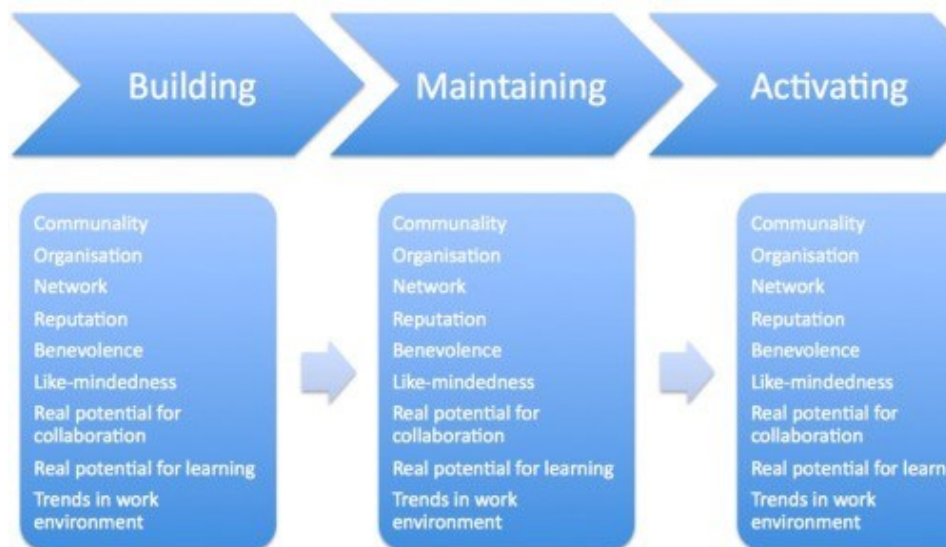 Building
Maintaining
Activating
Communality
Organisation
Network
Reputation
Benevolence
Like-mindedness
Real potential for
collaboration
Real potential for learning
Trends in work
environment
Communality
Organisation
Network
Reputation
Benevolence
Like-mindedness
Real potential for
collaboration
Real potential for learning
Trends in work
environment
Communality
Organisation
Network
Reputation
Benevolence
Like-mindedness
Real potential for
collaboration
Real potential for learn
Trends in work
environment